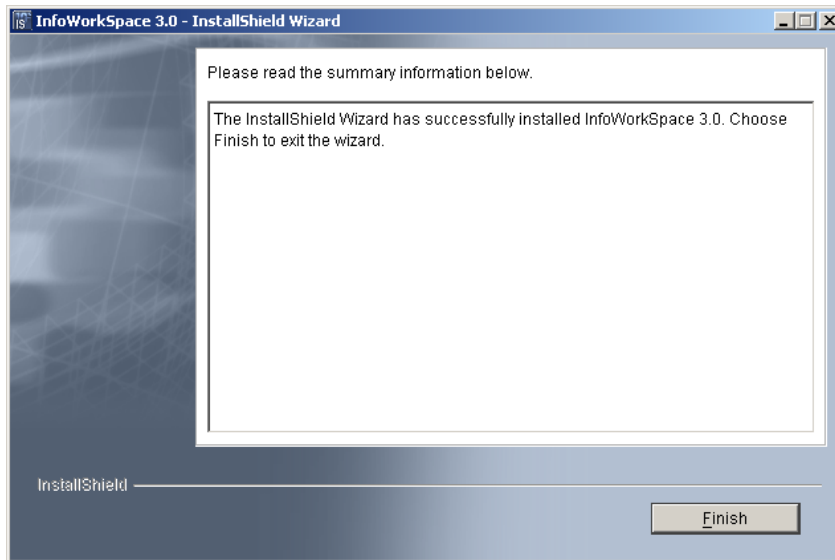 InfoWorkSpace 3.0 - InstallShield Wizard
Please read the summary information below.
The InstallShield Wizard has successfully installed InfoWorkSpace 3.0. Choose
Finish to exit the wizard.
InstallShield
Finish